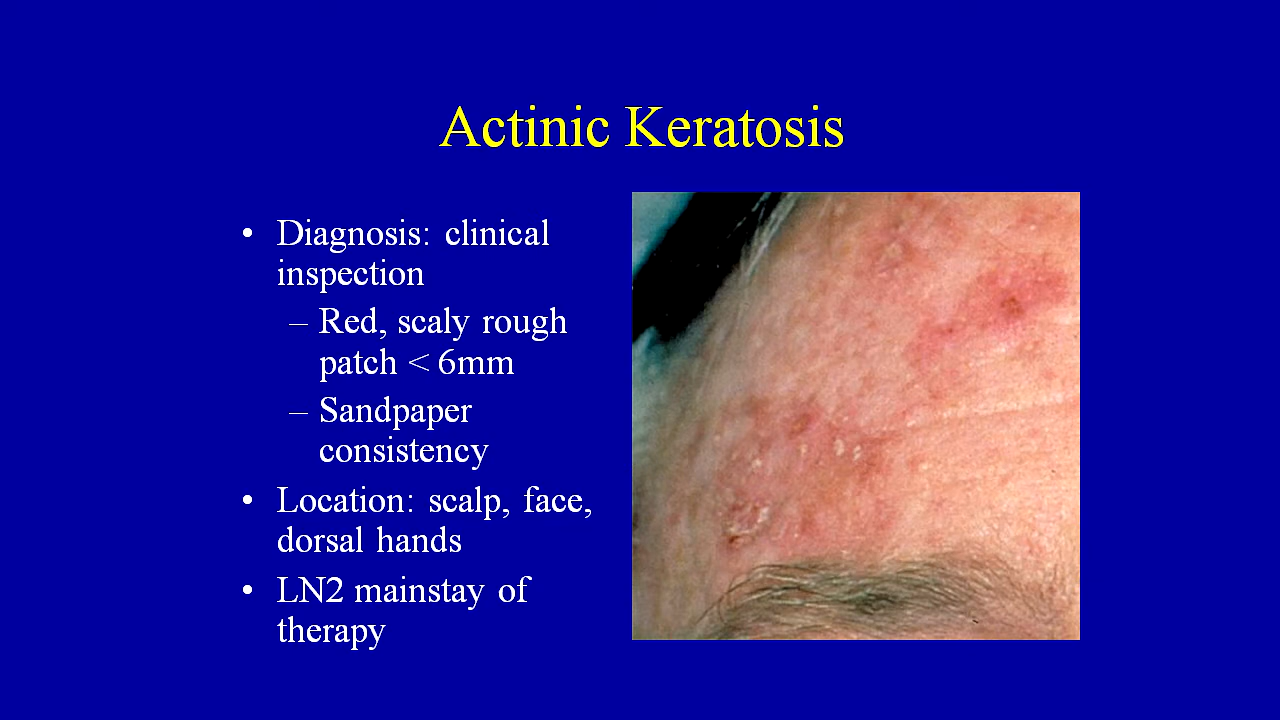 Actinic Keratosis
• Diagnosis: clinical
inspection
– Red, scaly rough
patch < 6mm
– Sandpaper
consistency
• Location: scalp, face,
dorsal hands
• LN2 mainstay of
therapy